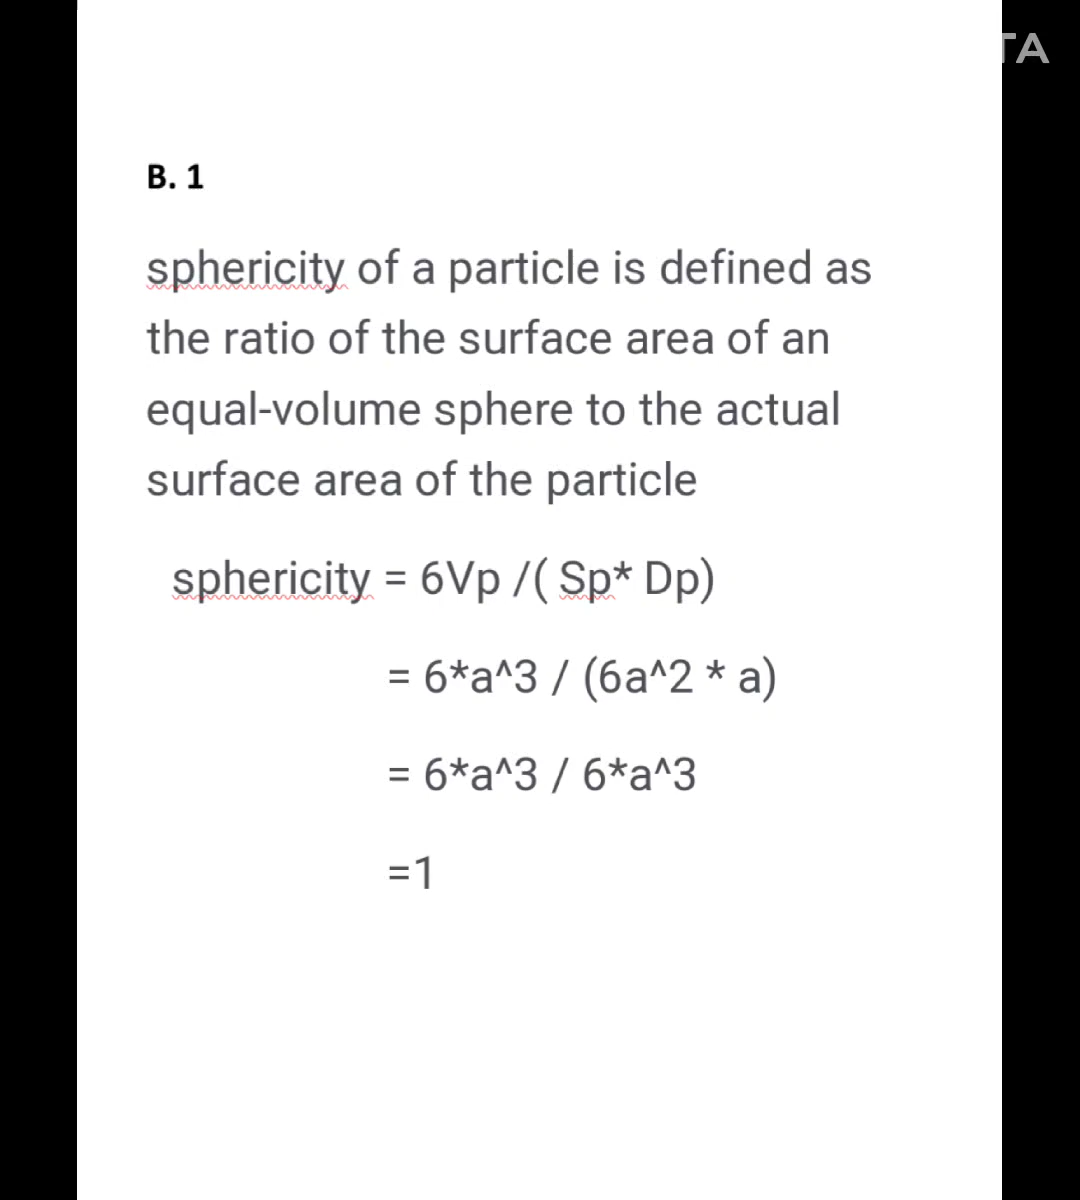 TA
B. 1
sphericity of a particle is defined as
the ratio of the surface area of an
equal-volume sphere to the actual
surface area of the particle
sphericity = 6Vp /( Sp* Dp)
= 6*a^3 / (6a^2 * a)
= 6*a^3 / 6*a^3
=1